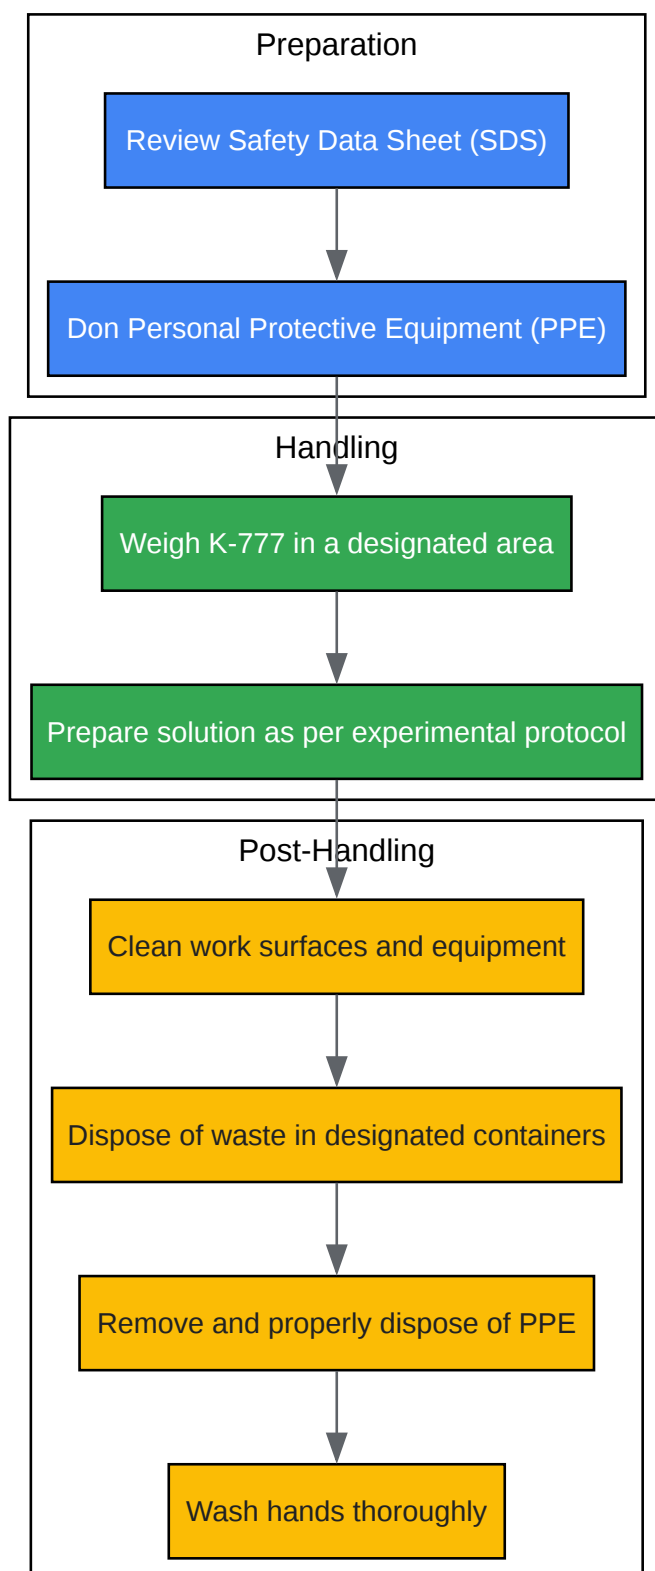 Preparation
Review Safety Data Sheet (SDS)
Don Personal Protective Equipment (PPE)
Handling
Weigh K-777 in a designated area
Prepare solution as per experimental protocol
Post-Handling
Clean work surfaces and equipment
Dispose of waste in designated containers
Remove and properly dispose of PPE
Wash hands thoroughly